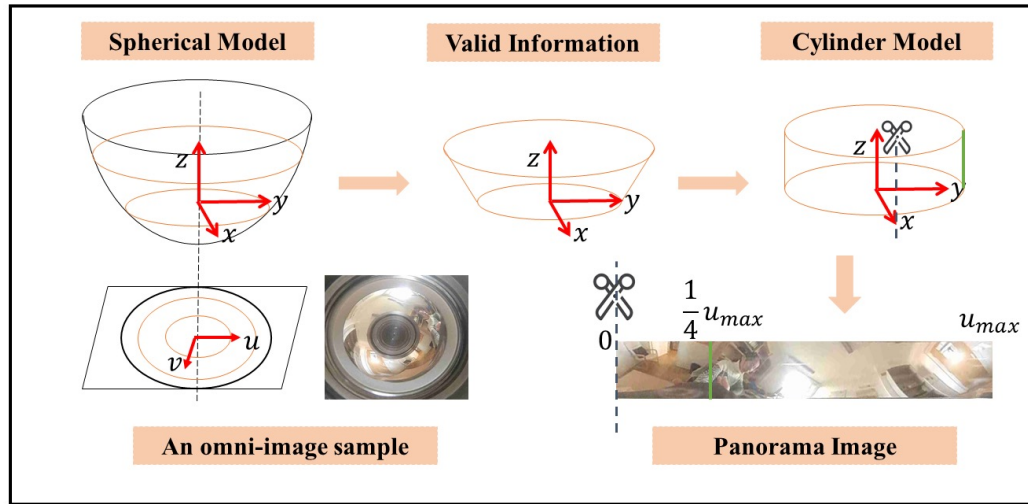 Spherical Model
Valid Information
Cylinder Model
z
y
x
z
y
x
z
y
x
u
v
0
1/4 u_max
u_max
An omni-image sample
Panorama Image